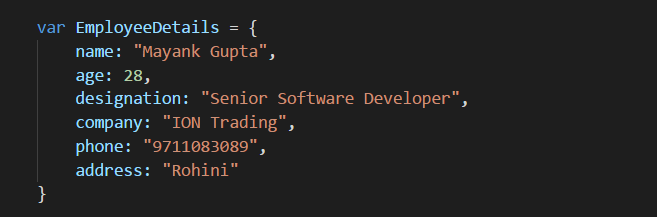 var EmployeeDetails = {
    name: "Mayank Gupta",
    age: 28,
    designation: "Senior Software Developer",
    company: "ION Trading",
    phone: "9711083089",
    address: "Rohini"
}